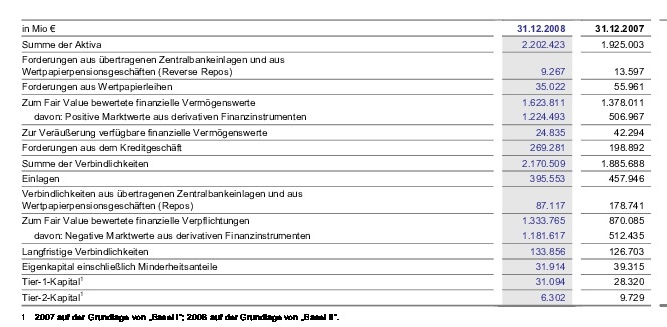 in Mio € 31.12.2008 31.12.2007
Summe der Aktiva 2.202.423 1.925.003
Forderungen aus übertragenen Zentralbankeinlagen und aus
Wertpapierpensionsgeschäften (Reverse Repos) 9.267 13.597
Forderungen aus Wertpapierleihen 35.022 55.961
Zum Fair Value bewertete finanzielle Vermögenswerte 1.623.811 1.378.011
davon: Positive Marktwerte aus derivativen Finanzinstrumenten 1.224.493 506.967
Zur Veräußerung verfügbare finanzielle Vermögenswerte 24.835 42.294
Forderungen aus dem Kreditgeschäft 269.281 198.892
Summe der Verbindlichkeiten 2.170.509 1.885.688
Einlagen 395.553 457.946
Verbindlichkeiten aus übertragenen Zentralbankeinlagen und aus
Wertpapierpensionsgeschäften (Repos) 87.117 178.741
Zum Fair Value bewertete finanzielle Verpflichtungen 1.333.765 870.085
davon: Negative Marktwerte aus derivativen Finanzinstrumenten 1.181.617 512.435
Langfristige Verbindlichkeiten 133.856 126.703
Eigenkapital einschließlich Minderheitsanteile 31.914 39.315
Tier-1-Kapital¹ 31.094 28.320
Tier-2-Kapital¹ 6.302 9.729
1 2007 auf der Grundlage von „Basel I“; 2008 auf der Grundlage von „Basel II“.